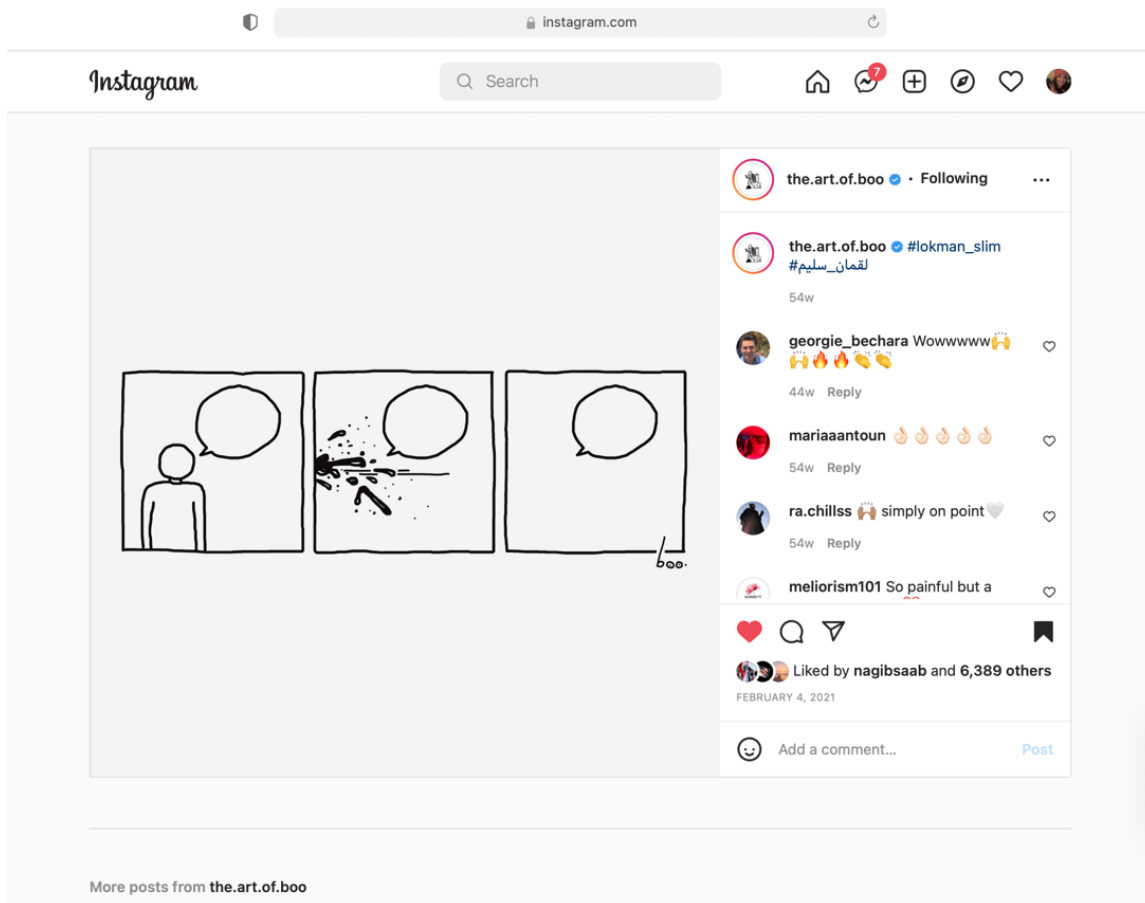 instagram.com
Instagram
Search
7
the.art.of.boo • Following
the.art.of.boo #lokman_slim
#لقمان_سليم
54w
georgie_bechara Wowwwww🙌
🙌🔥🔥👏👏
44w Reply
mariaaantoun 👌🏻👌🏻👌🏻👌🏻👌🏻
54w Reply
ra.chillss 🙌🏽 simply on point🤍
54w Reply
meliorism101 So painful but a
boo.
Liked by nagibsaab and 6,389 others
FEBRUARY 4, 2021
Add a comment... Post
More posts from the.art.of.boo